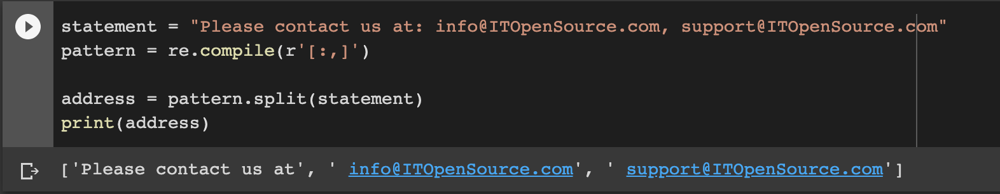 statement = "Please contact us at: info@ITOpenSource.com, support@ITOpenSource.com"
pattern = re.compile(r'[:,]')
address = pattern.split(statement)
print(address)
['Please contact us at', ' info@ITOpenSource.com', ' support@ITOpenSource.com']